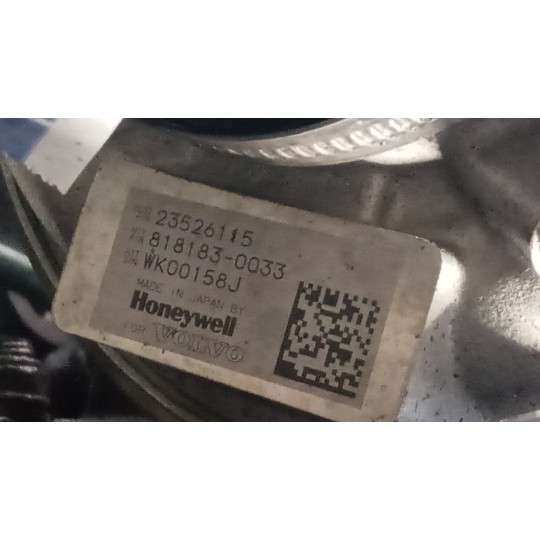 23526115
818183-0033
WK00158J
MADE IN JAPAN BY
Honeywell
FOR VOLVO